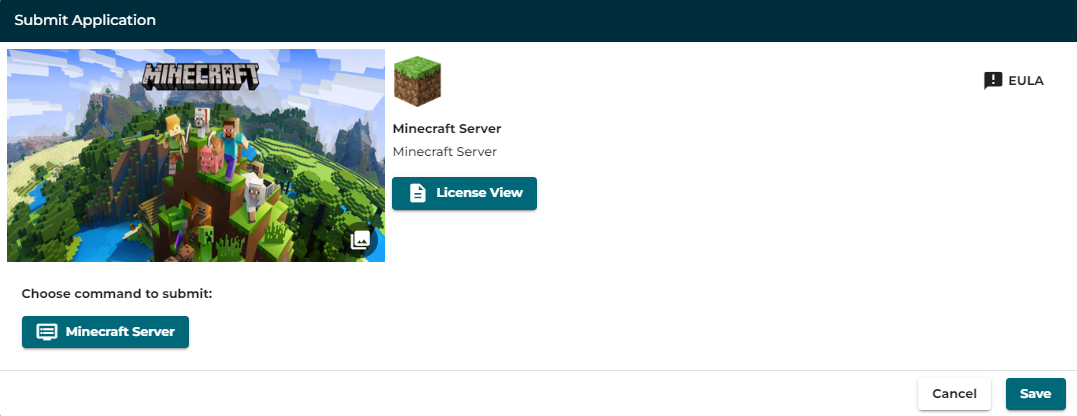 Submit Application
MINECRAFT
EULA
Minecraft Server
Minecraft Server
License View
Choose command to submit:
Minecraft Server
Cancel
Save